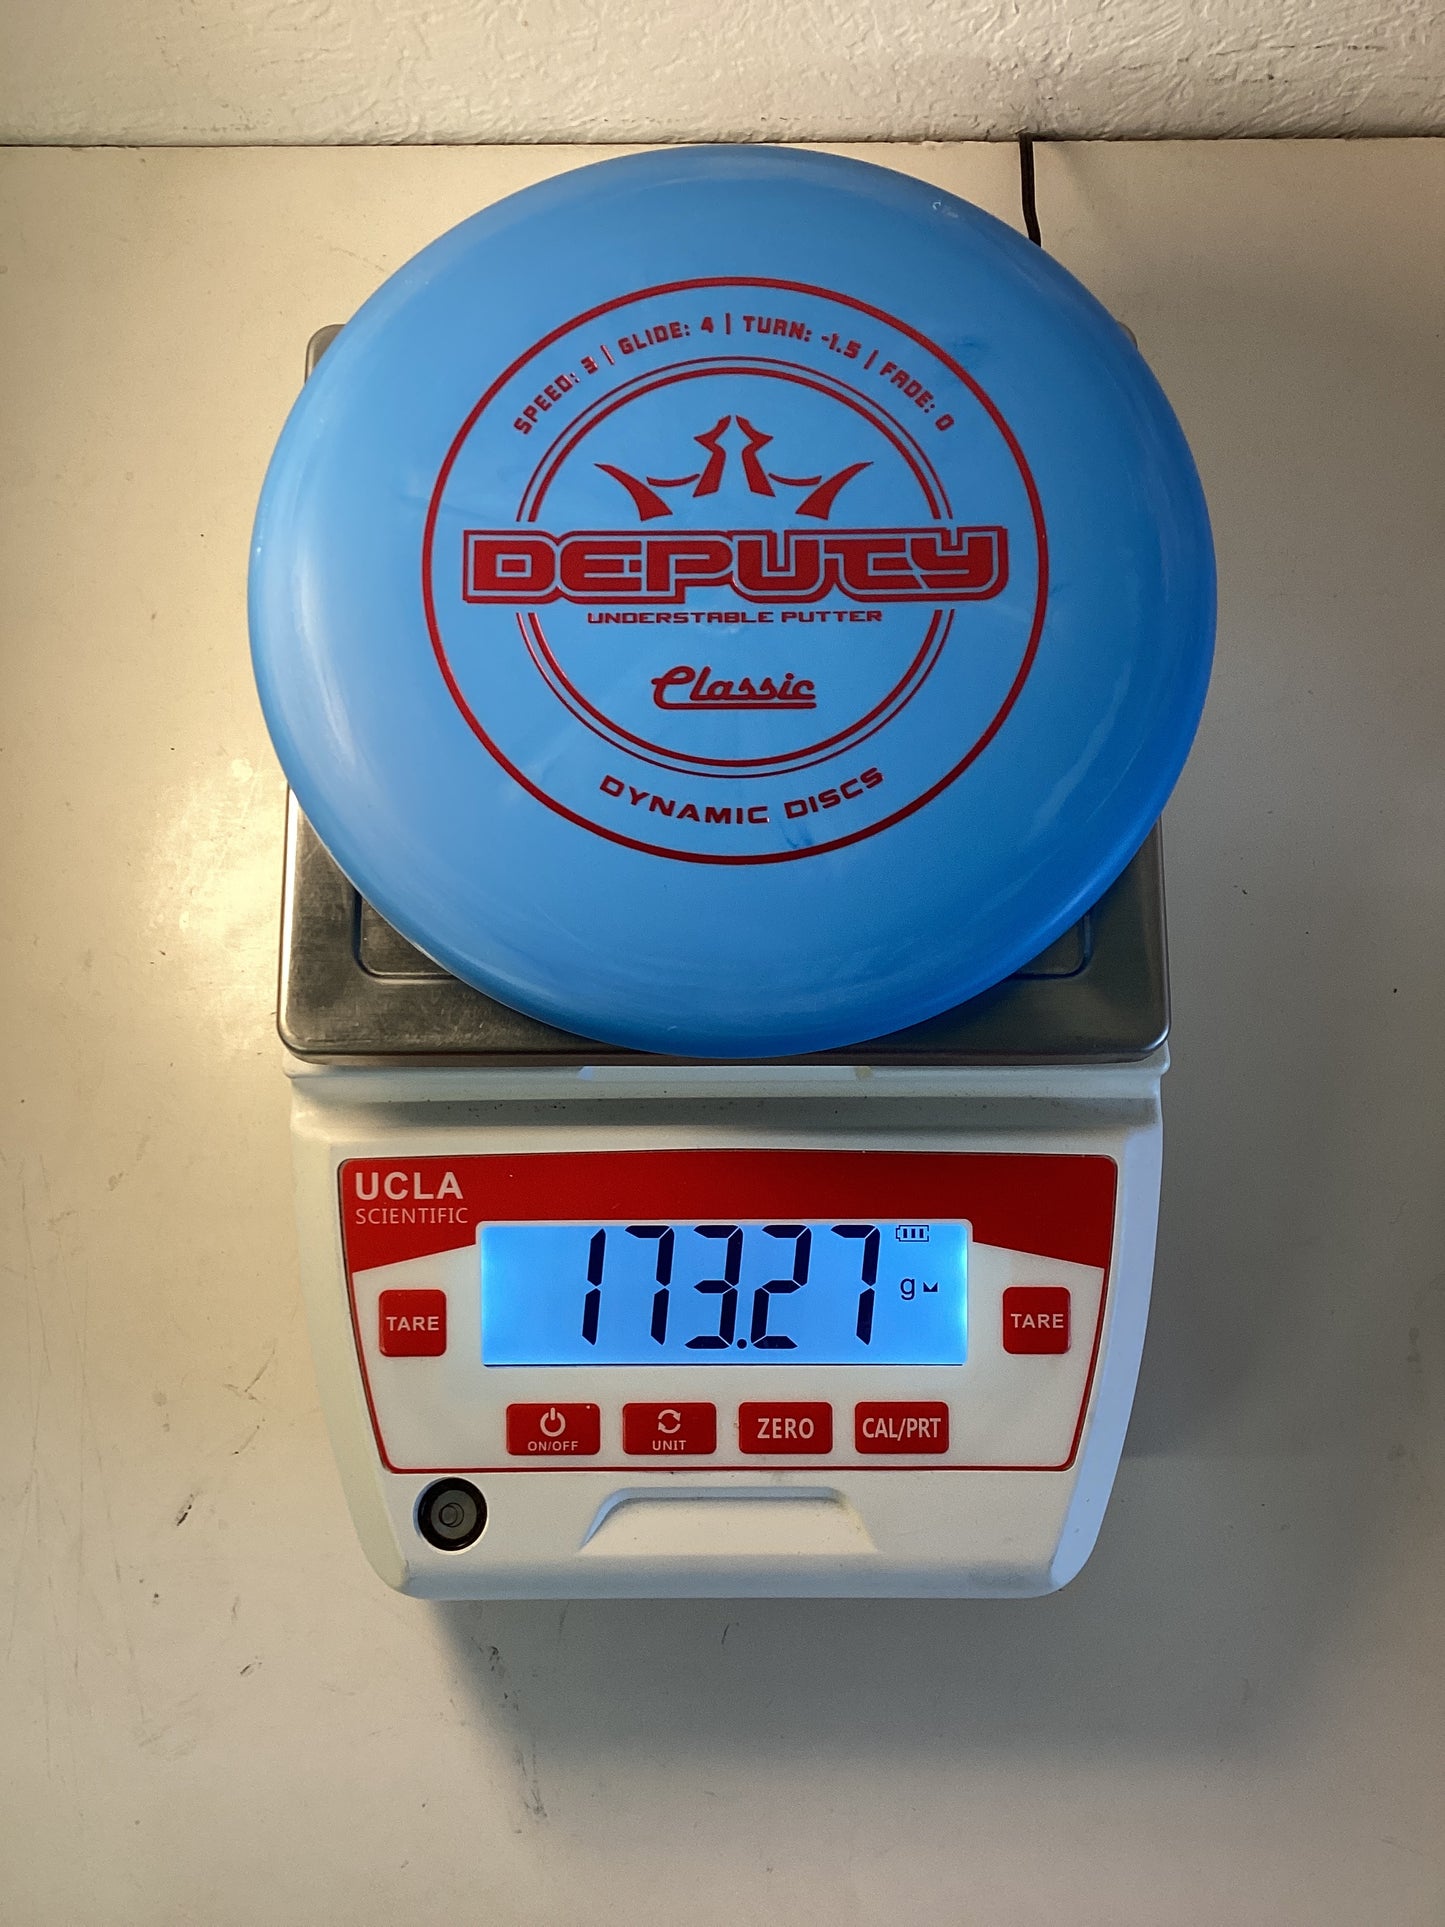 SPEED: 3 | GLIDE: 4 | TURN: -1.5 | FADE: 0
DEPUTY
UNDERSTABLE PUTTER
Classic
DYNAMIC DISCS
UCLA
SCIENTIFIC
173.27
g
TARE
TARE
ON/OFF
UNIT
ZERO
CAL/PRT